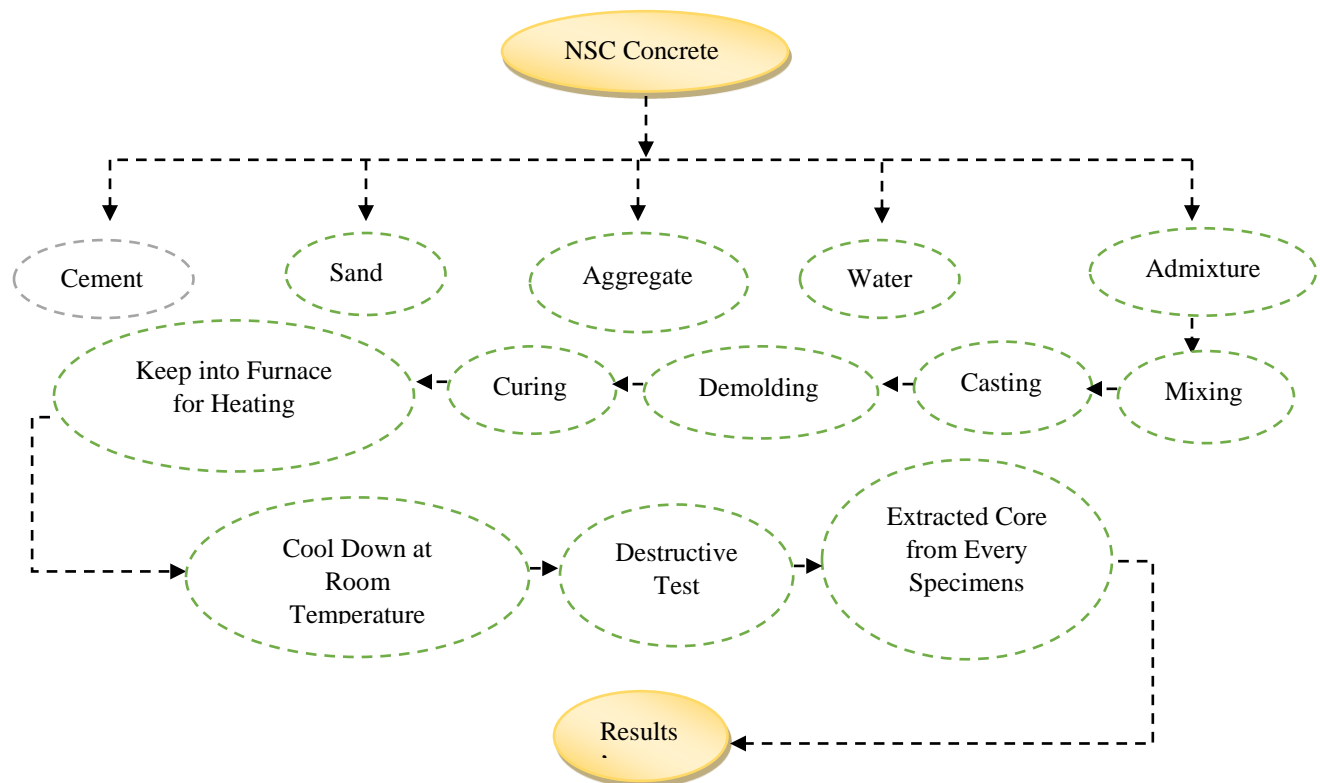 NSC Concrete
Cement
Sand
Aggregate
Water
Admixture
Keep into Furnace
for Heating
Curing
Demolding
Casting
Mixing
Cool Down at
Room
Temperature
Destructive
Test
Extracted Core
from Every
Specimens
Results